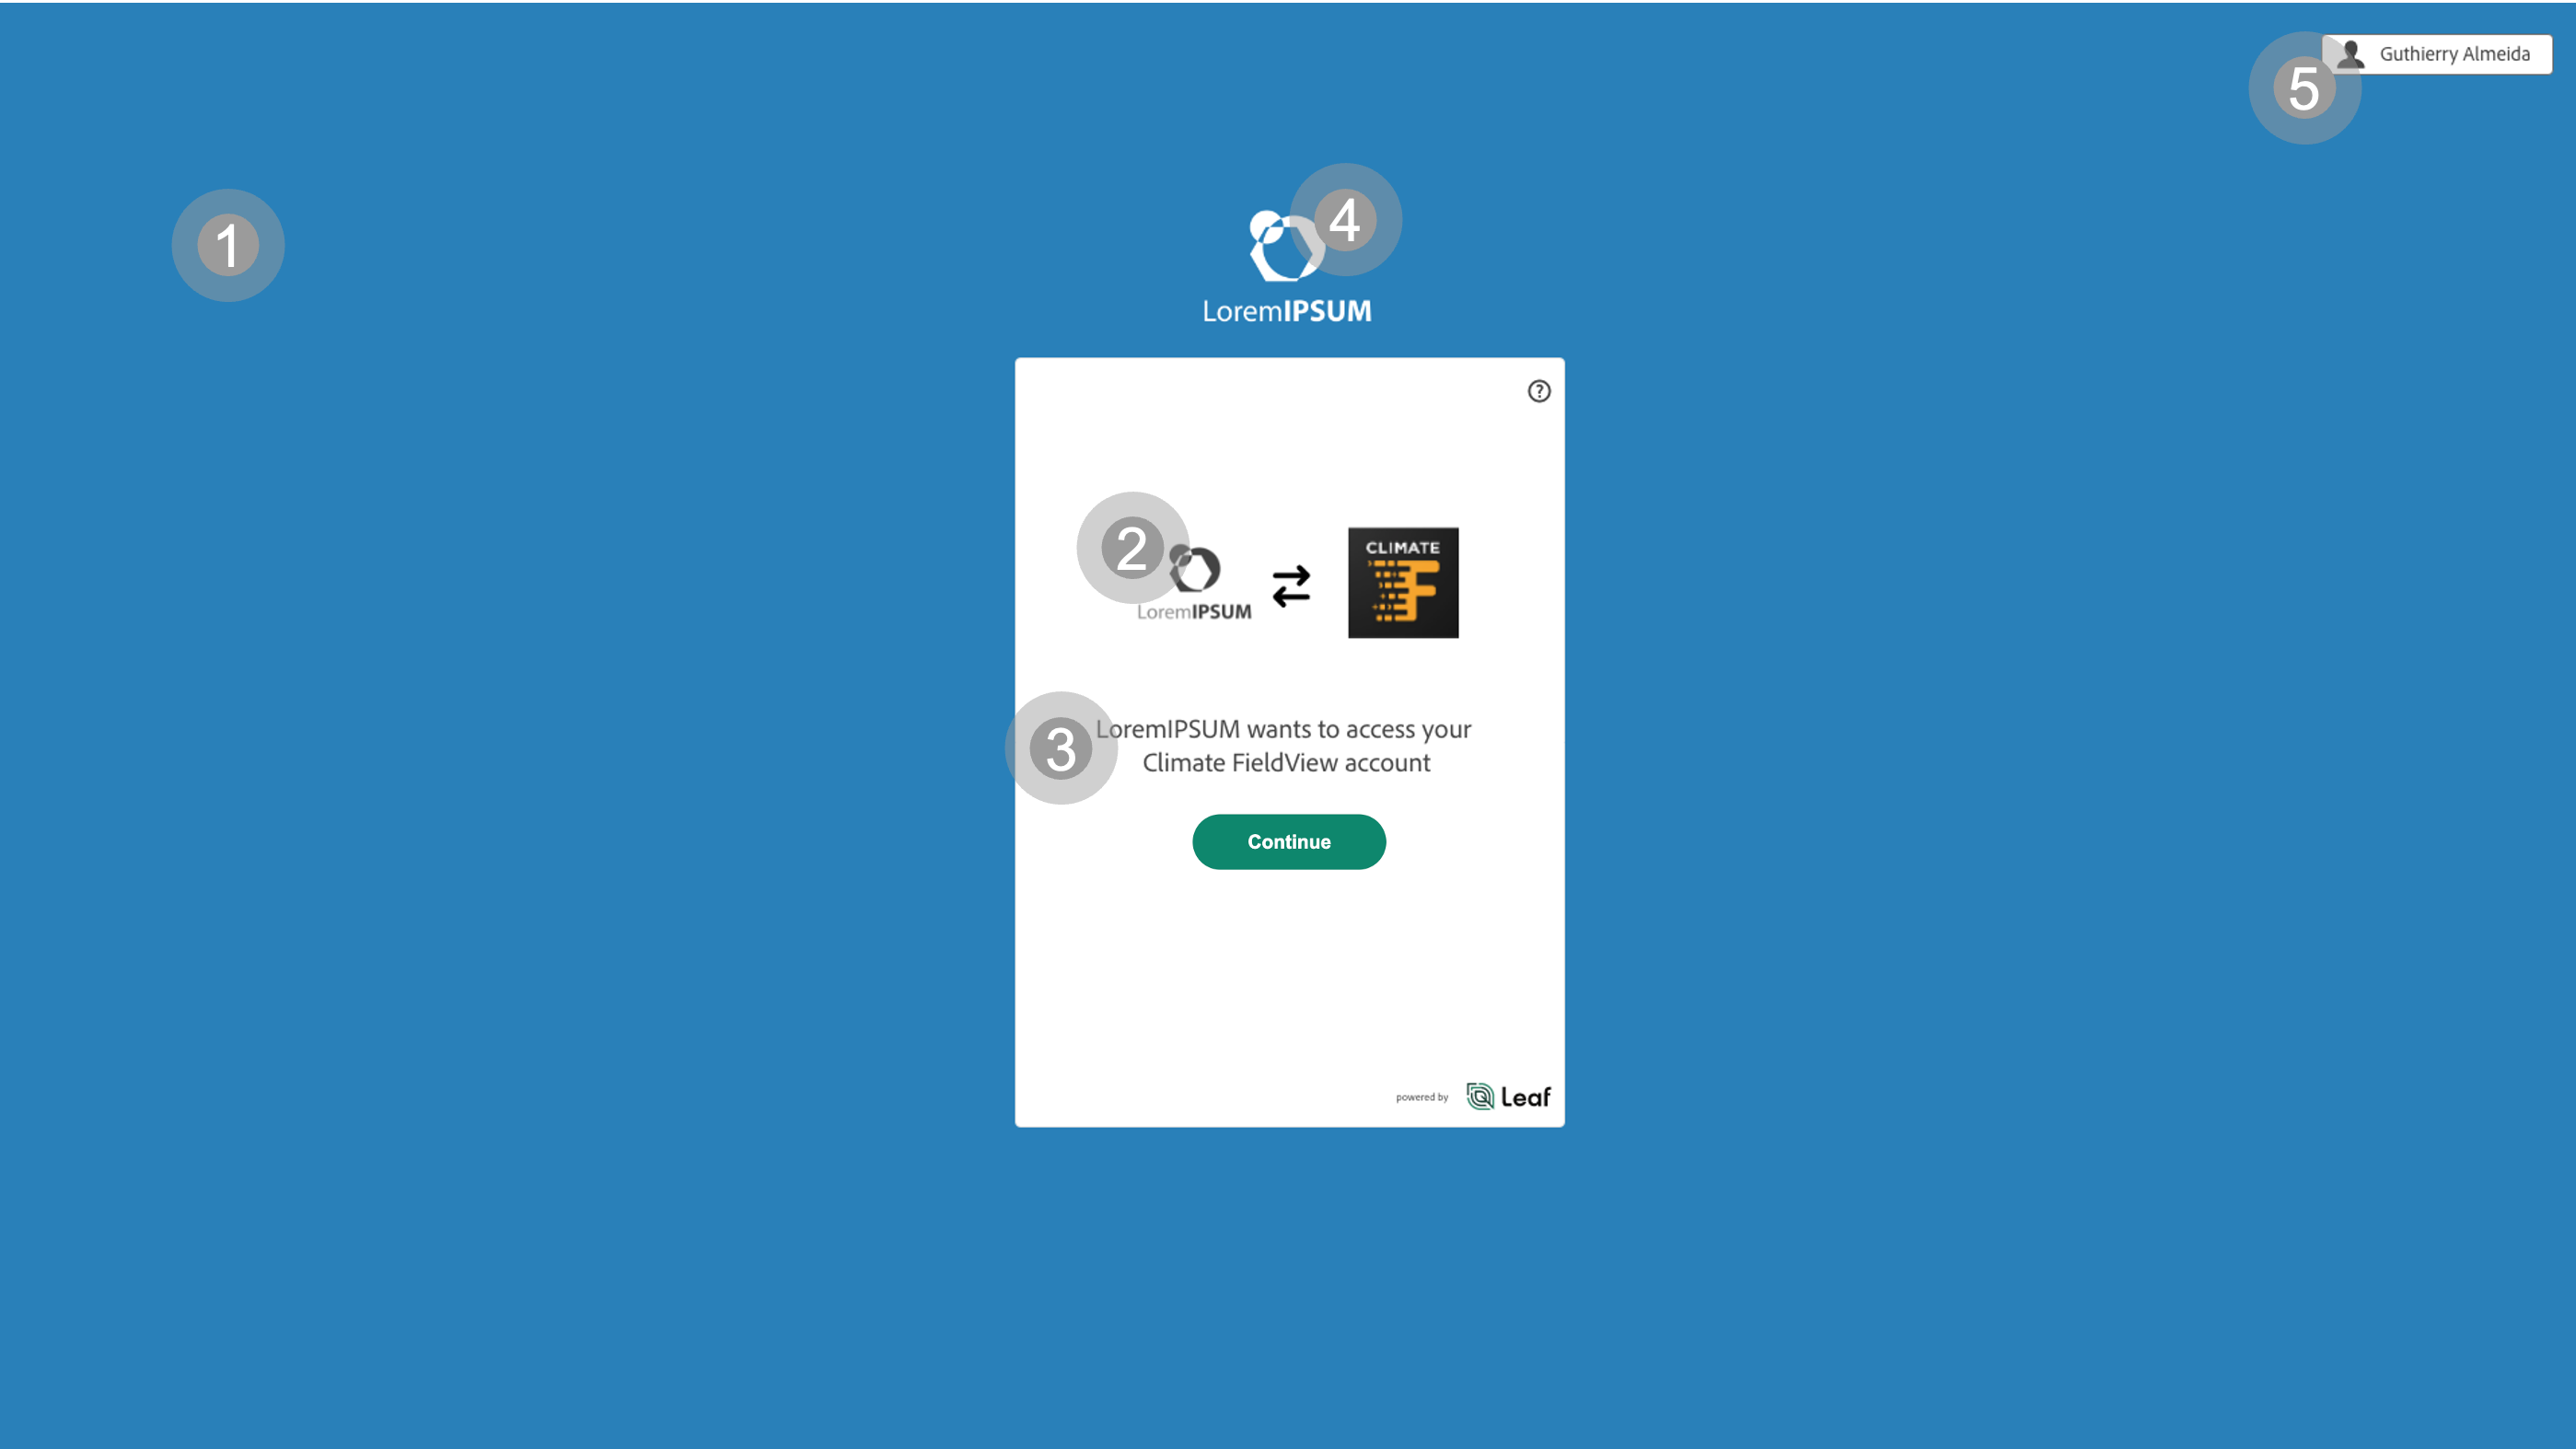 Guthierry Almeida
5
1
4
LoremIPSUM
?
2
LoremIPSUM
CLIMATE
3
LoremIPSUM wants to access your
Climate FieldView account
Continue
powered by Leaf